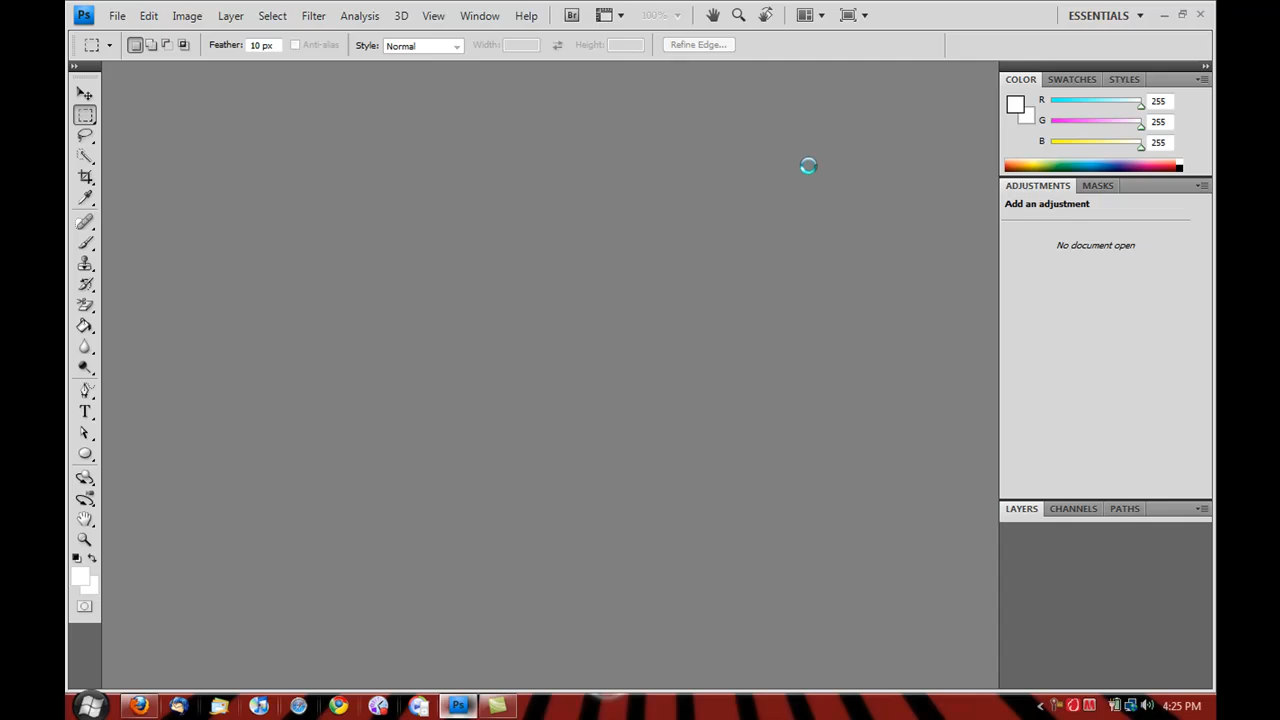 Ps File Edit Image Layer Select Filter Analysis 3D View Window Help Br 100% ESSENTIALS
Feather: 10 px Anti-alias Style: Normal Width: Height: Refine Edge...
COLOR SWATCHES STYLES
R 255
G 255
B 255
ADJUSTMENTS MASKS
Add an adjustment
No document open
LAYERS CHANNELS PATHS
T
Ps 4:25 PM